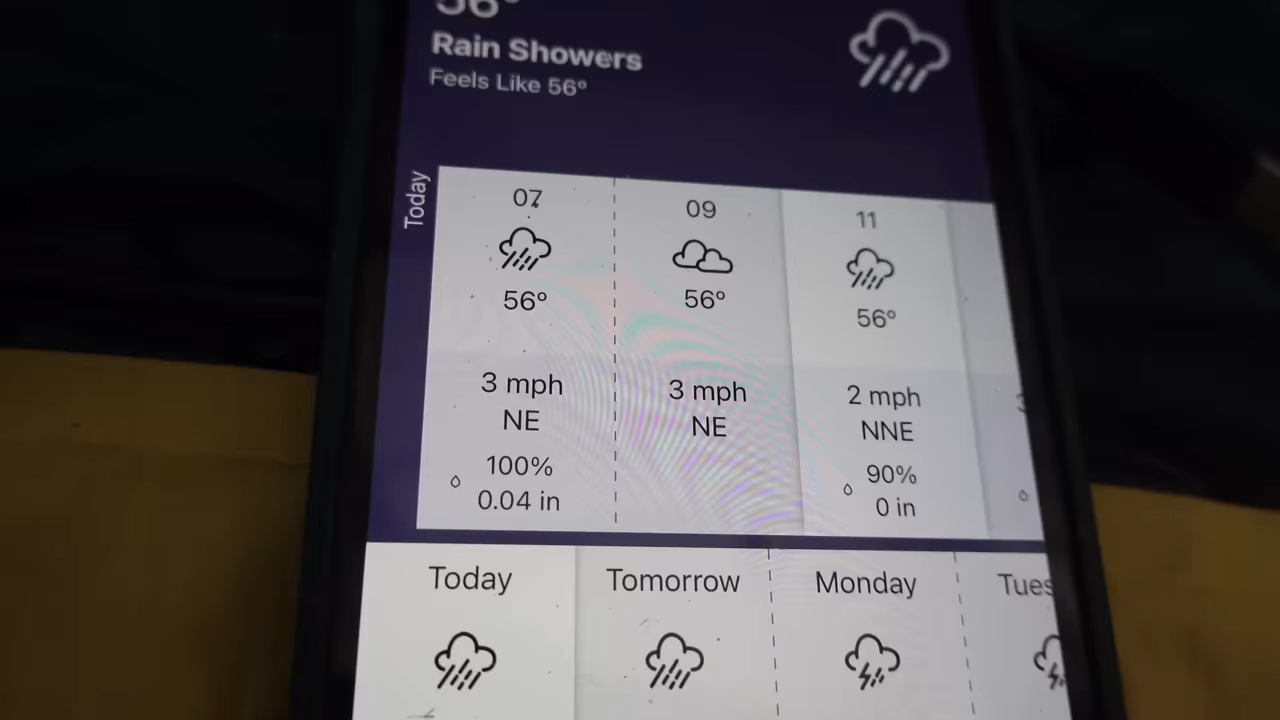 56°
Rain Showers
Feels Like 56°
Today
07 09 11
56° 56° 56°
3 mph 3 mph 2 mph
NE NE NNE
100% 90%
0.04 in 0 in
Today Tomorrow Monday